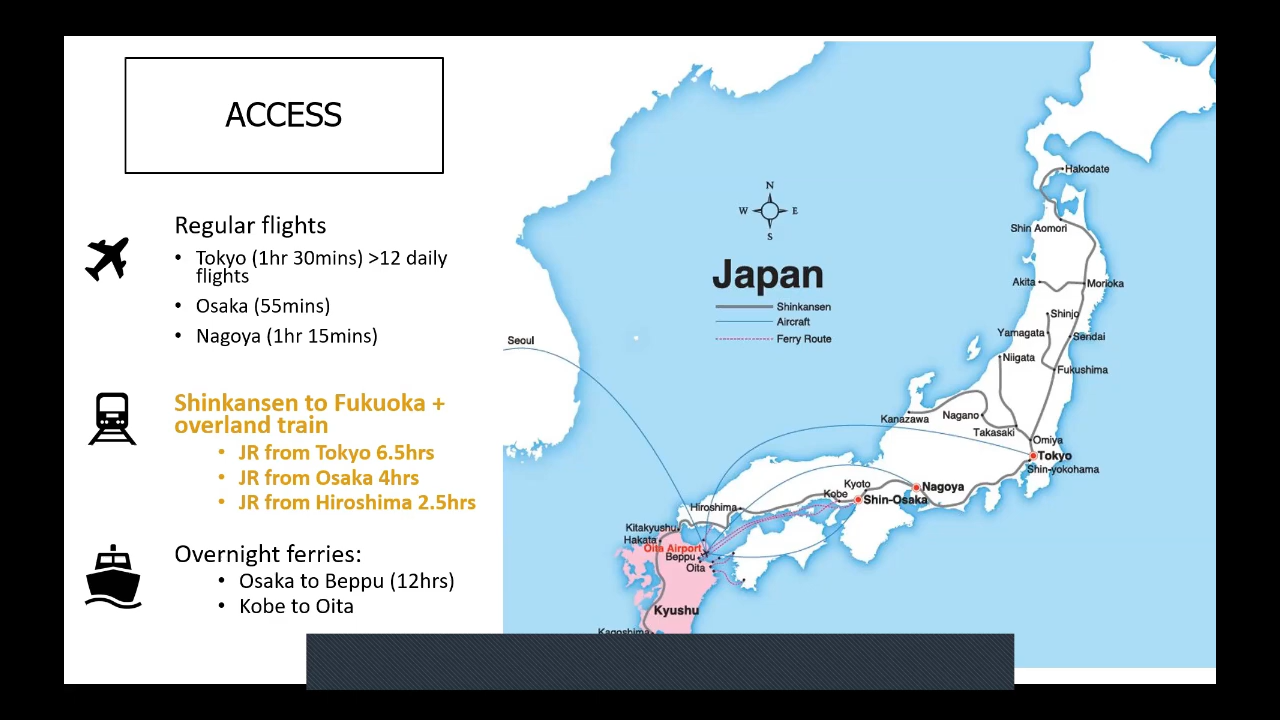 ACCESS
Regular flights
• Tokyo (1hr 30mins) >12 daily
flights
• Osaka (55mins)
• Nagoya (1hr 15mins)
Shinkansen to Fukuoka +
overland train
• JR from Tokyo 6.5hrs
• JR from Osaka 4hrs
• JR from Hiroshima 2.5hrs
Overnight ferries:
• Osaka to Beppu (12hrs)
• Kobe to Oita
N
W E
S
Japan
Shinkansen
Aircraft
Ferry Route
Seoul
Hakodate
Shin Aomori
Akita
Morioka
Shinjo
Yamagata
Sendai
Niigata
Fukushima
Kanazawa
Nagano
Takasaki
Omiya
Tokyo
Shin-yokohama
Kyoto
Nagoya
Kobe
Shin-Osaka
Hiroshima
Kitakyushu
Hakata
Oita Airport
Beppu
Oita
Kyushu
Kagoshima